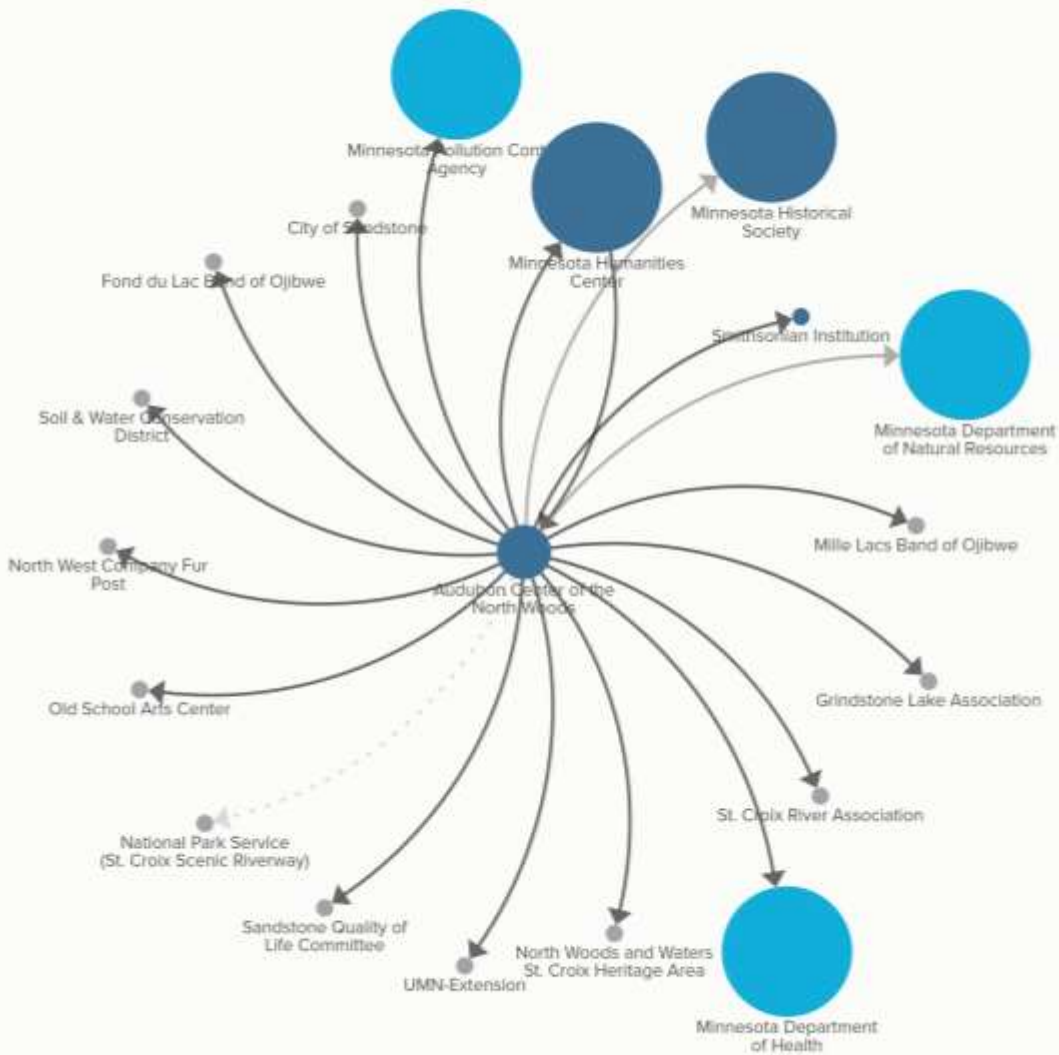 Minnesota Pollution Cont
Agency
Minnesota Historical
Society
City of Sandstone
Minnesota Humanities
Center
Fond du Lac Band of Ojibwe
Smithsonian Institution
Soil & Water Conservation
District
Minnesota Department
of Natural Resources
Mille Lacs Band of Ojibwe
North West Company Fur
Post
Audubon Center of the
North Woods
Old School Arts Center
Grindstone Lake Association
St. Croix River Association
National Park Service
(St. Croix Scenic Riverway)
Sandstone Quality of
Life Committee
North Woods and Waters
St. Croix Heritage Area
UMN-Extension
Minnesota Department
of Health